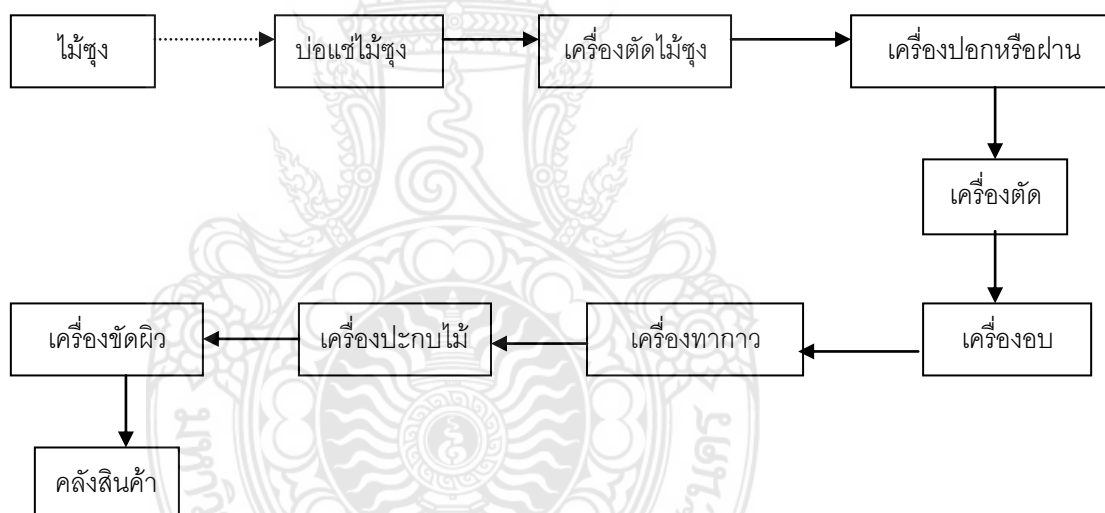 ไม้ซุง
บ่อแช่ไม้ซุง
เครื่องตัดไม้ซุง
เครื่องปอกหรือฝาน
เครื่องตัด
เครื่องอบ
เครื่องทากาว
เครื่องประกบไม้
เครื่องขัดผิว
คลังสินค้า